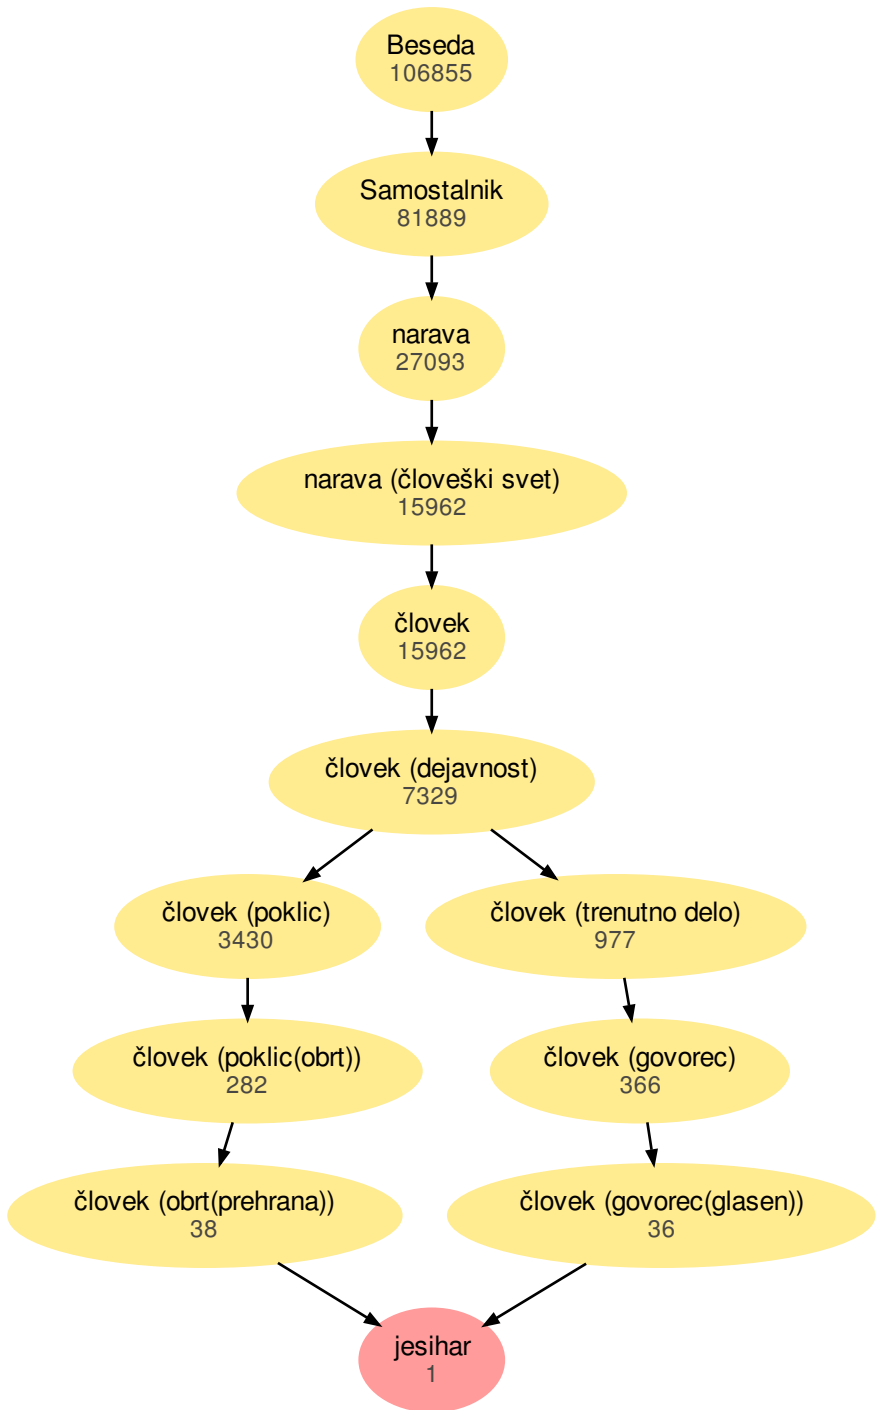 Beseda
106855
Samostalnik
81889
narava
27093
narava (človeški svet)
15962
človek
15962
človek (dejavnost)
7329
človek (poklic)
3430
človek (trenutno delo)
977
človek (poklic(obrt))
282
človek (govorec)
366
človek (obrt(prehrana))
38
človek (govorec(glasen))
36
jesihar
1